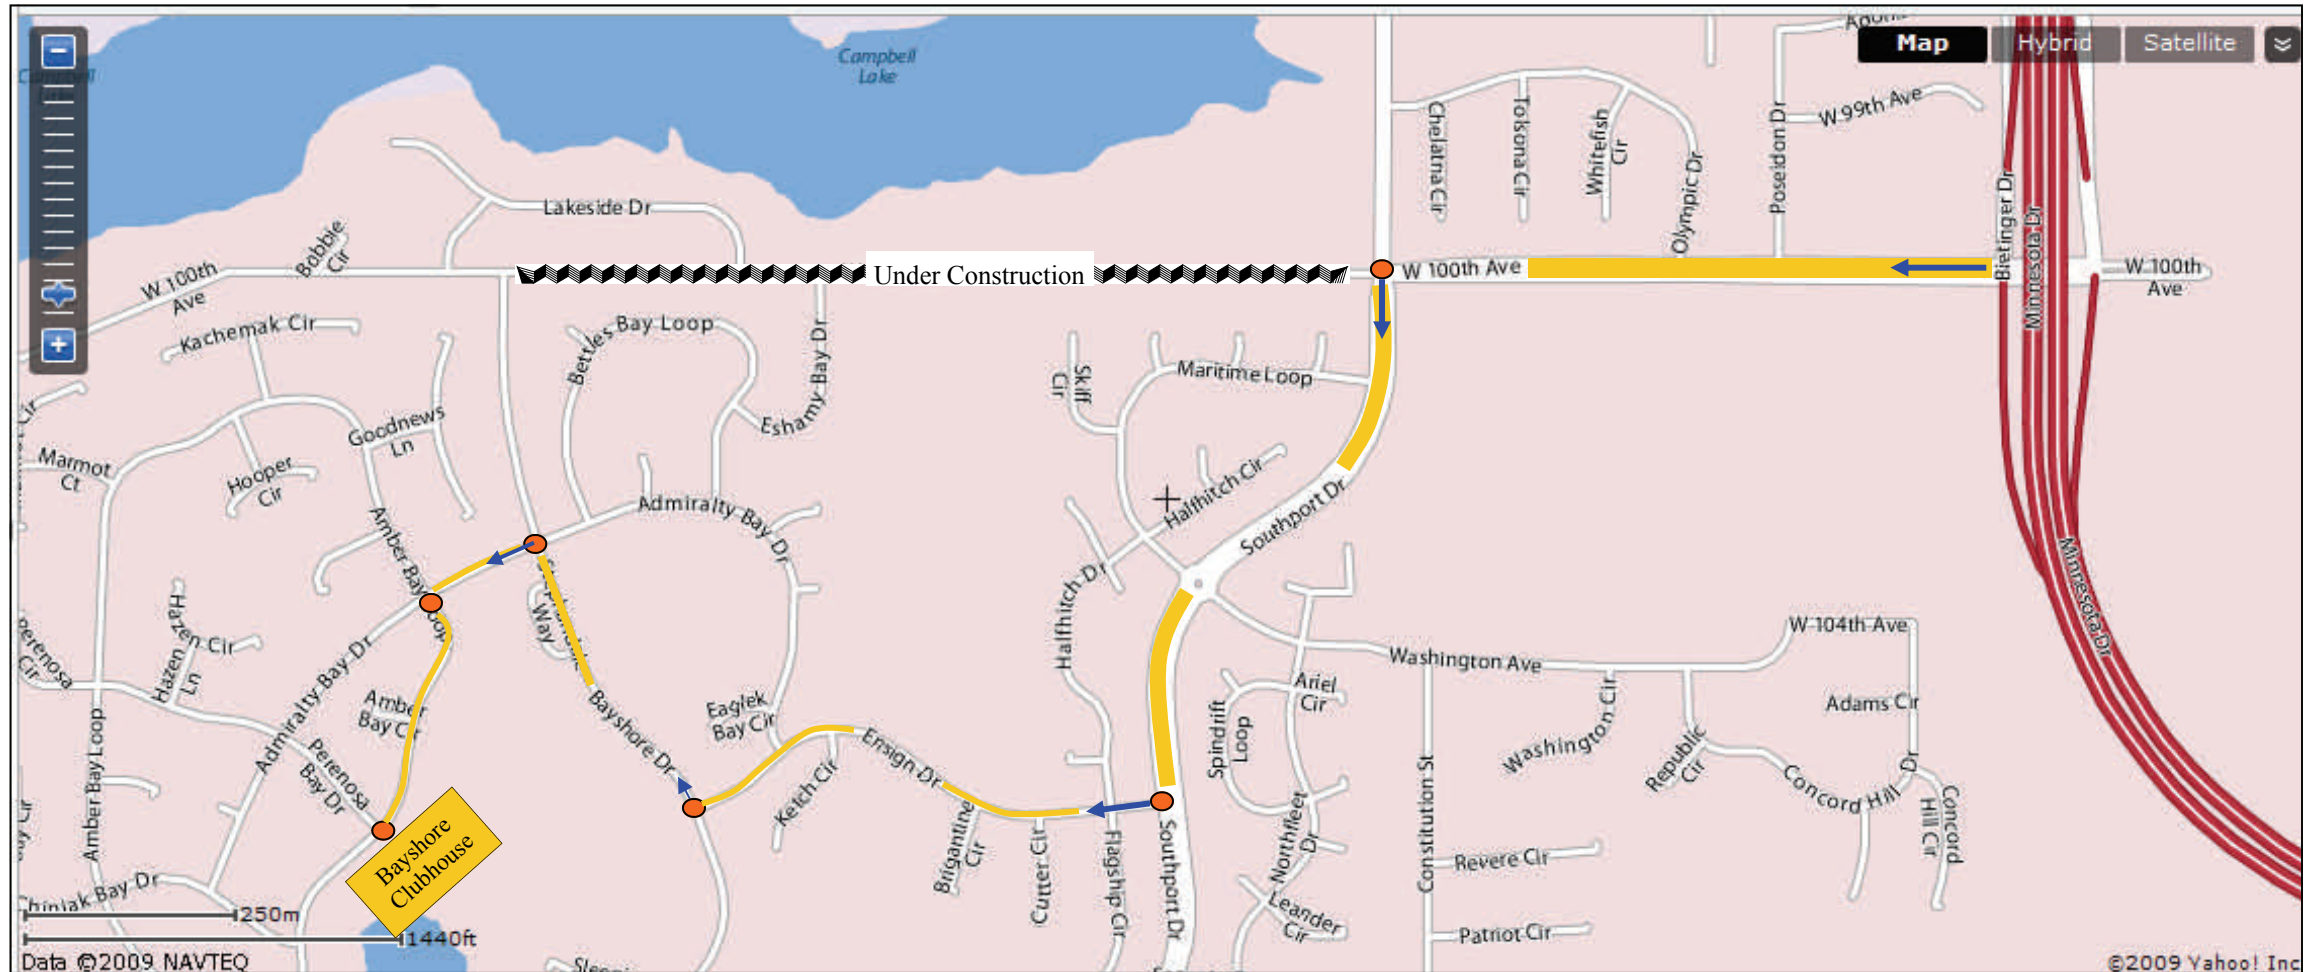 Map
Hybrid
Satellite
Campbell
Lake
W 99th Ave
Chelatna Cir
Tolsona Cir
Whitefish
Cir
Olympic Dr
Poseidon Dr
Bietinger Dr
Minnesota Dr
Lakeside Dr
Bobbie
Cir
W 100th
Ave
Under Construction
W 100th Ave
W 100th
Ave
Kachemak Cir
Bettles Bay Loop
Eshamy Bay Dr
Skiff
Cir
Maritime Loop
Goodnews
Ln
Marmot
Ct
Hooper
Cir
Halfhitch Cir
Southport Dr
Admiralty Bay Dr
Amber Bay Loop
Halfhitch Dr
Way
Minnesota Dr
Hazen Cir
Hazen
Ln
Perenosa
Cir
Admiralty Bay Dr
Amber
Bay Cir
Perenosa
Bay Dr
Amber Bay Loop
Bayshore Dr
Eaglek
Bay Cir
Ensign Dr
Ketch Cir
Brigantine
Cir
Cutter Cir
Flagship Cir
Southport Dr
Spindrift
Loop
Ariel
Cir
Northfleet
Dr
Leander
Cir
Washington Ave
W 104th Ave
Adams Cir
Washington Cir
Republic
Cir
Concord Hill Dr
Concord
Hill Cir
Constitution St
Revere Cir
Patriot Cir
Bayshore
Clubhouse
Chiniak Bay Dr
250m
1440ft
Data ©2009 NAVTEQ
©2009 Yahoo! Inc